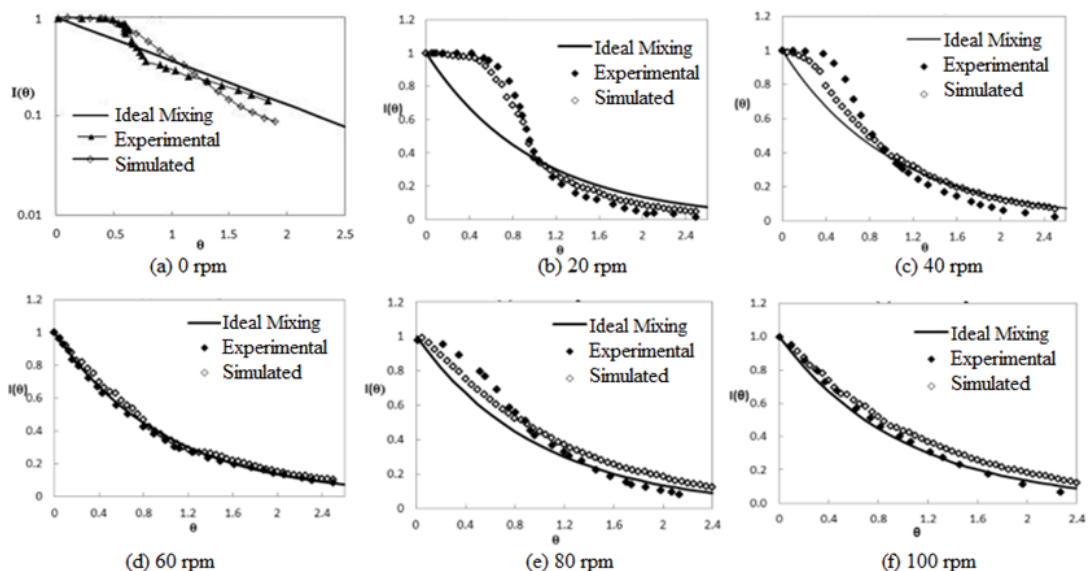 1
I(θ)
0.1
0.01
Ideal Mixing
Experimental
Simulated
0 0.5 1 1.5 2 2.5
θ
(a) 0 rpm
1.2
1
0.8
0.6
0.4
0.2
0
I(θ)
Ideal Mixing
Experimental
Simulated
0 0.4 0.8 1.2 1.6 2 2.4
θ
(b) 20 rpm
1.2
1
0.8
0.6
0.4
0.2
0
(θ)
Ideal Mixing
Experimental
Simulated
0 0.4 0.8 1.2 1.6 2 2.4
θ
(c) 40 rpm
1.2
1
0.8
0.6
0.4
0.2
0
I(θ)
Ideal Mixing
Experimental
Simulated
0 0.4 0.8 1.2 1.6 2 2.4
θ
(d) 60 rpm
1.2
1
0.8
0.6
0.4
0.2
0
I(θ)
Ideal Mixing
Experimental
Simulated
0 0.4 0.8 1.2 1.6 2 2.4
θ
(e) 80 rpm
1.2
1.0
0.8
0.6
0.4
0.2
0.0
I(θ)
Ideal Mixing
Experimental
Simulated
0 0.4 0.8 1.2 1.6 2 2.4
θ
(f) 100 rpm